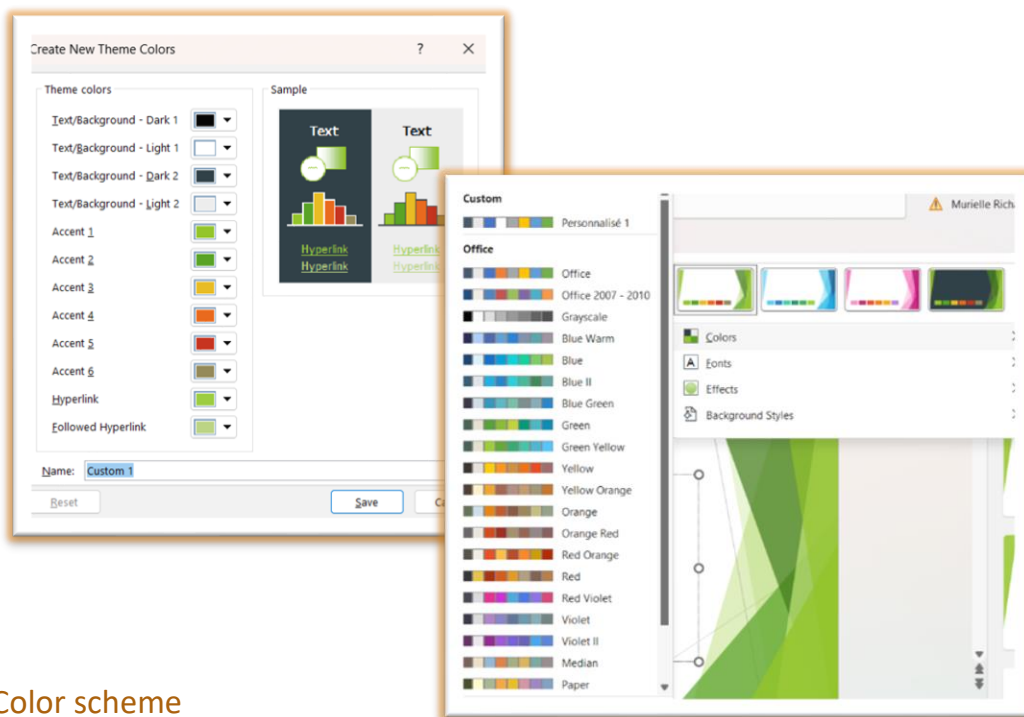 Create New Theme Colors
?
Theme colors
Text/Background - Dark 1
Text/Background - Light 1
Text/Background - Dark 2
Text/Background - Light 2
Accent 1
Accent 2
Accent 3
Accent 4
Accent 5
Accent 6
Hyperlink
Followed Hyperlink
Sample
Text Text
Hyperlink Hyperlink
Hyperlink Hyperlink
Name: Custom 1
Reset Save Ca
Custom
Personnalisé 1
Office
Office
Office 2007 - 2010
Grayscale
Blue Warm
Blue
Blue II
Blue Green
Green
Green Yellow
Yellow
Yellow Orange
Orange
Orange Red
Red Orange
Red
Red Violet
Violet
Violet II
Median
Paper
Murielle Rich
Colors
Fonts
Effects
Background Styles
Color scheme